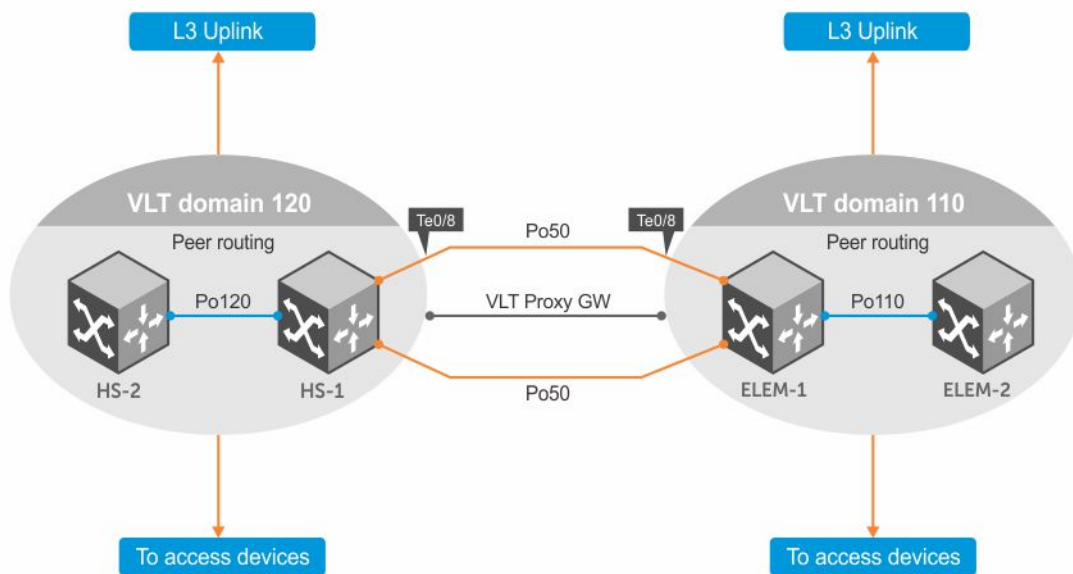 L3 Uplink
L3 Uplink
VLT domain 120
VLT domain 110
Te0/8
Te0/8
Peer routing
Po50
Peer routing
Po120
VLT Proxy GW
Po110
HS-2
HS-1
Po50
ELEM-1
ELEM-2
To access devices
To access devices